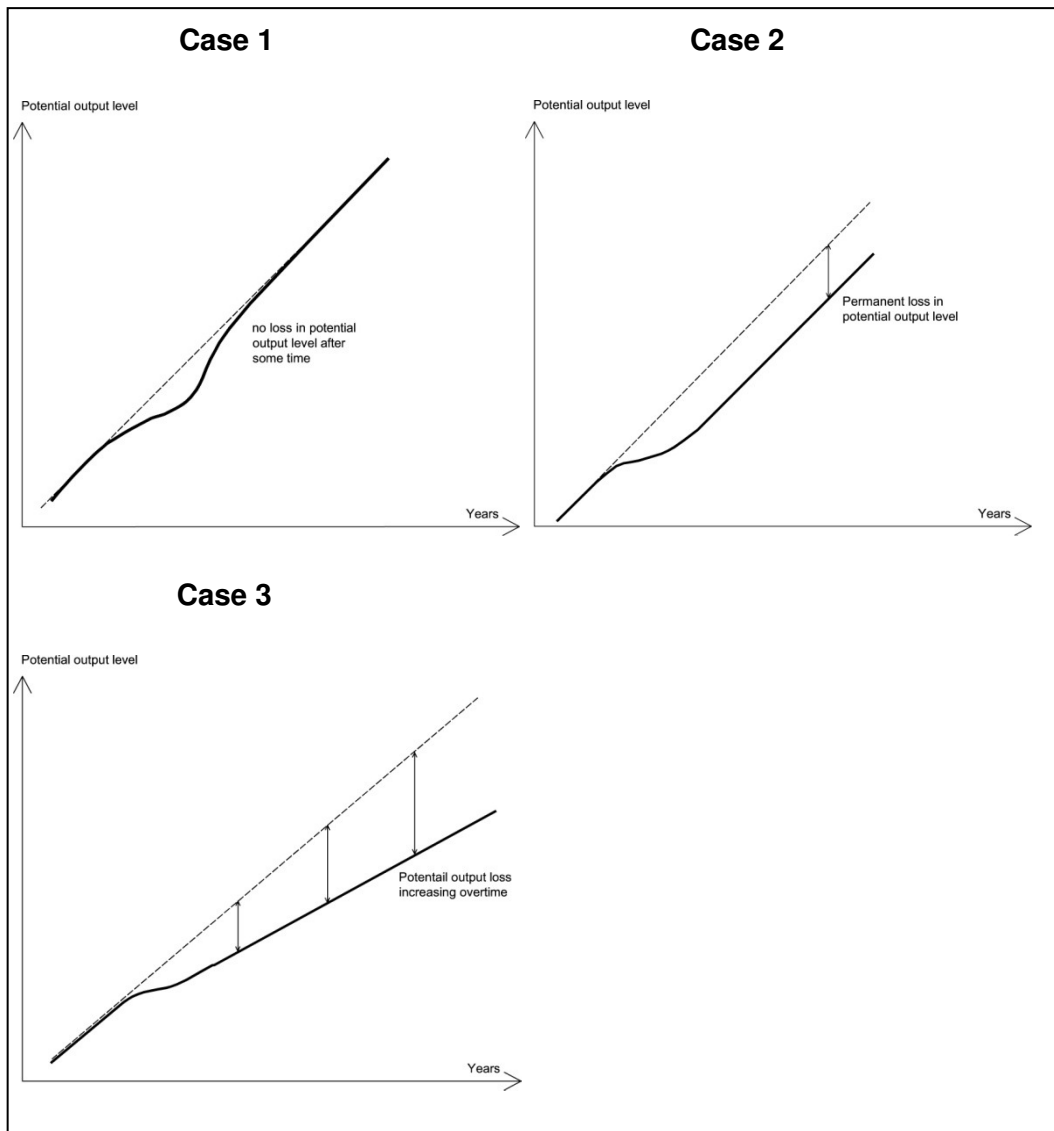 Case 1
Potential output level
no loss in potential
output level after
some time
Years
Case 2
Potential output level
Permanent loss in
potential output level
Years
Case 3
Potential output level
Potentail output loss
increasing overtime
Years